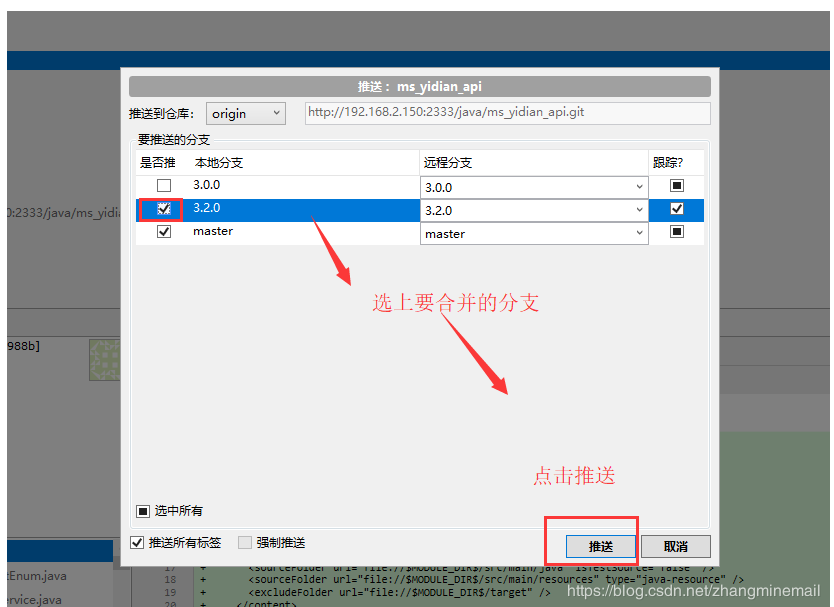 推送：ms_yidian_api
推送到仓库： origin http://192.168.2.150:2333/java/ms_yidian_api.git
要推送的分支
是否推 本地分支 远程分支 跟踪?
3.0.0 3.0.0
0:2333/java/ms_yidia 3.2.0 3.2.0
master master
选上要合并的分支
988b]
点击推送
选中所有
推送所有标签 强制推送 推送 取消
17 + <sourceFolder url="file://$MODULE_DIR$/src/main/java" isTestSource="false" />
tEnum.java 18 + <sourceFolder url="file://$MODULE_DIR$/src/main/resources" type="java-resource" />
19 + <excludeFolder url="file://$MODULE_DIR$/target" />
ervice.java 20 + </content>
https://blog.csdn.net/zhangminemail